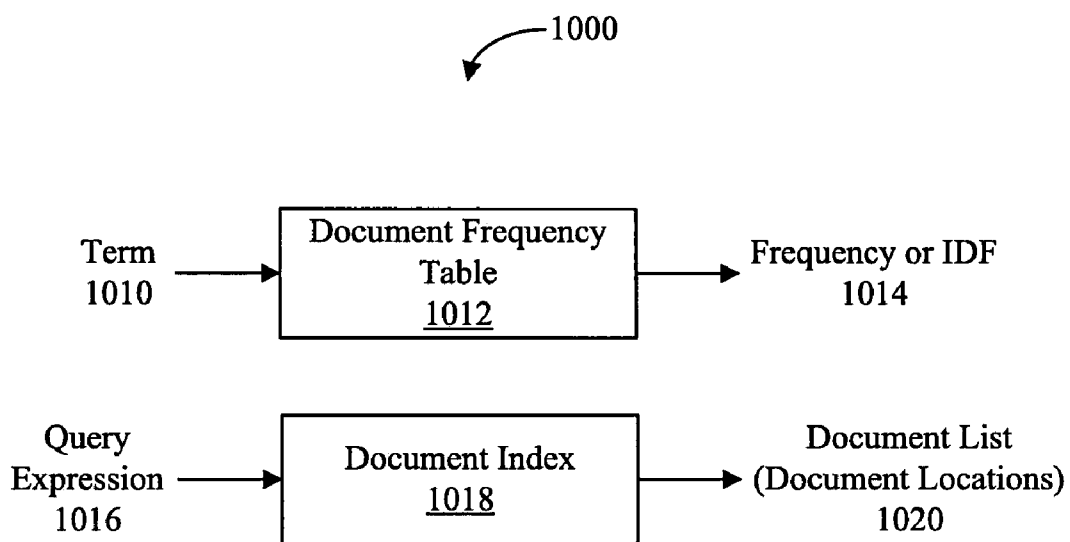 1000
Term
1010
Document Frequency
Table
1012
Frequency or IDF
1014
Query
Expression
1016
Document Index
1018
Document List
(Document Locations)
1020